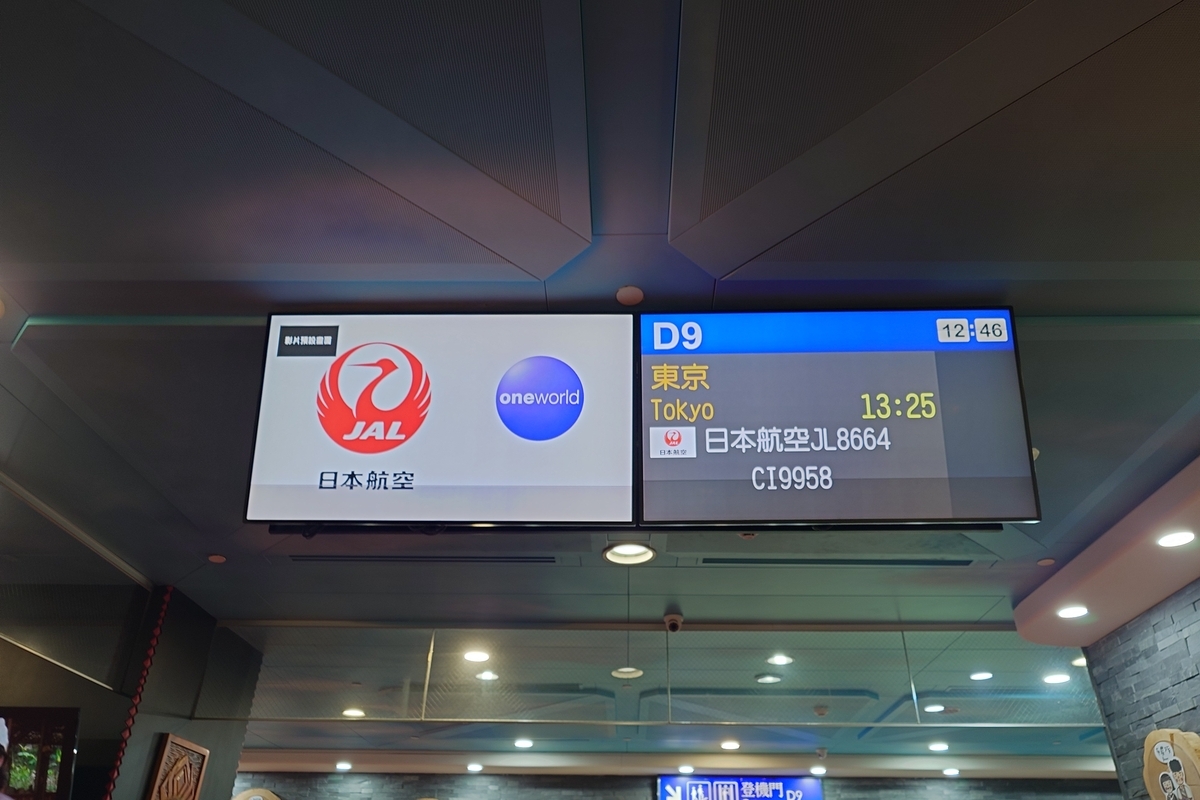 影片預設畫面
JAL
日本航空
oneworld
D9
12:46
東京
Tokyo
13:25
日本航空
日本航空JL8664
CI9958
登機門
D9